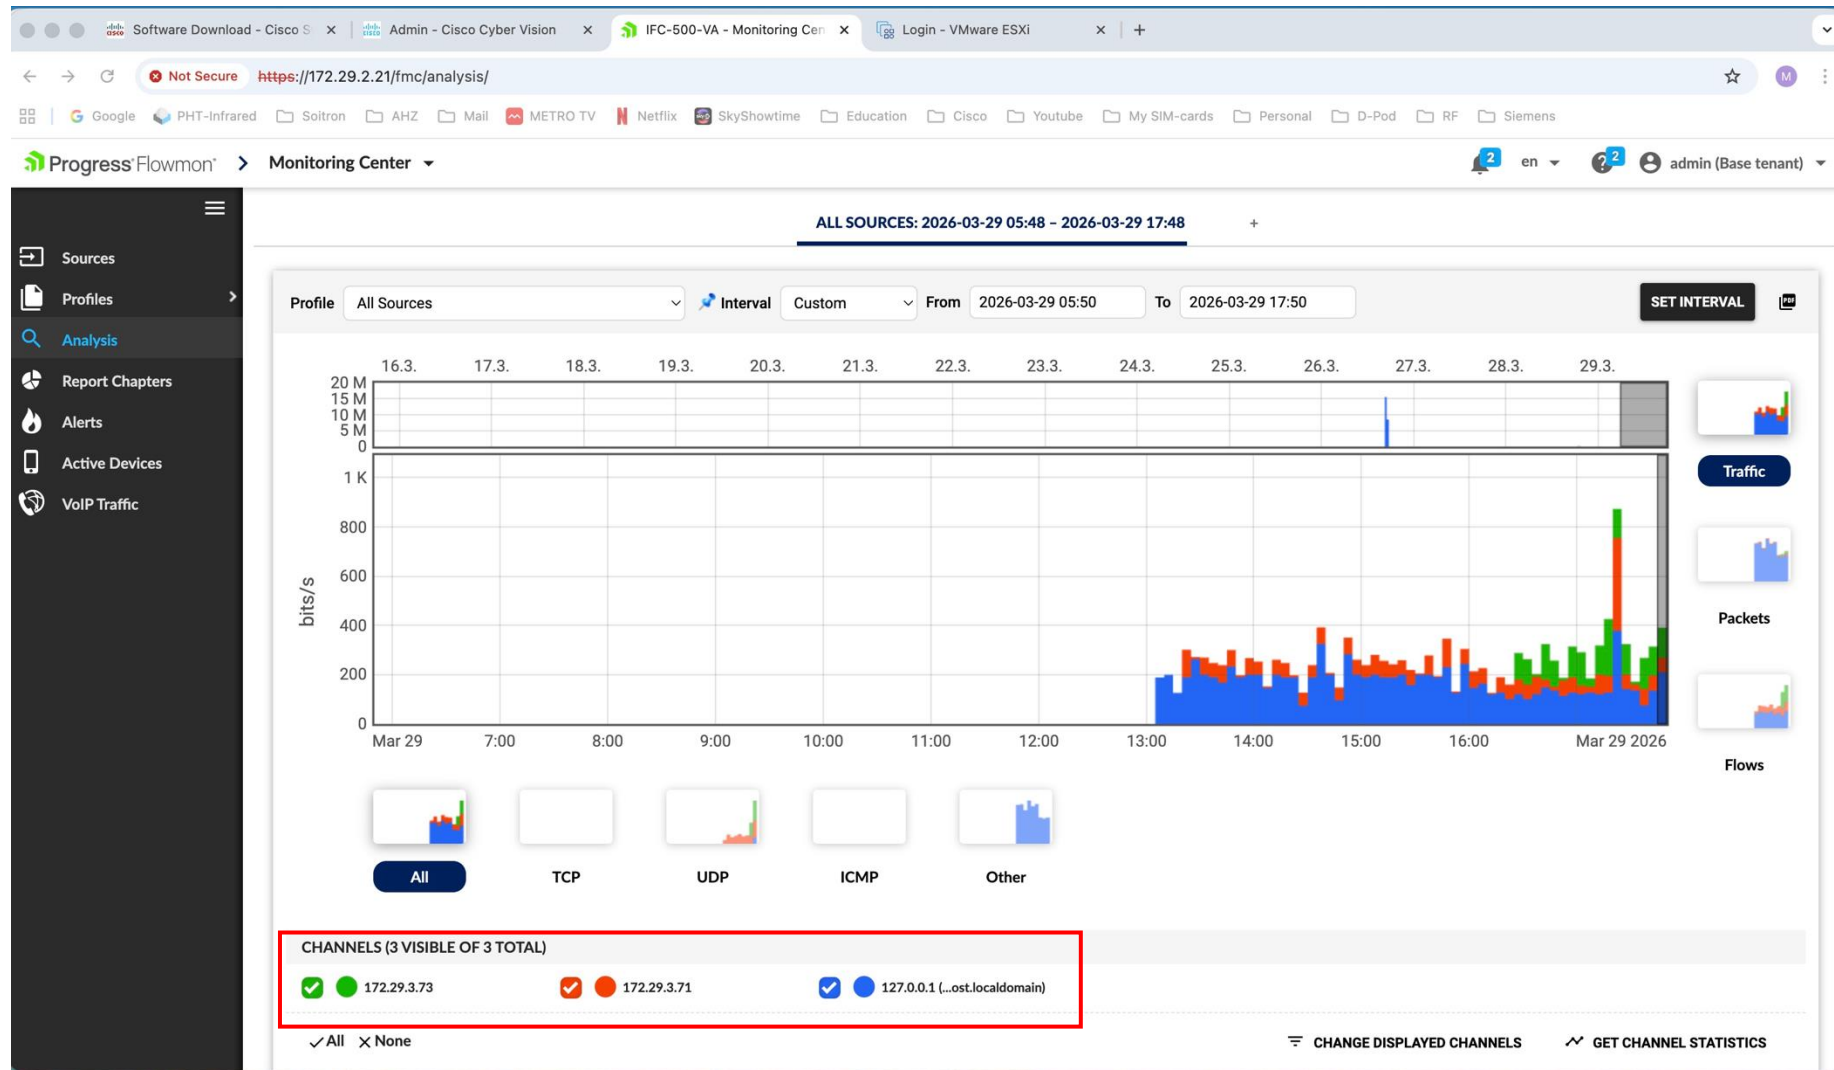 Software Download - Cisco S
Admin - Cisco Cyber Vision
IFC-500-VA - Monitoring Cen
Login - VMware ESXi
Not Secure https://172.29.2.21/fmc/analysis/
M
Google PHT-Infrared Soitron AHZ Mail METRO TV Netflix SkyShowtime Education Cisco Youtube My SIM-cards Personal D-Pod RF Siemens
Progress Flowmon Monitoring Center 2 en 2 admin (Base tenant)
ALL SOURCES: 2026-03-29 05:48 – 2026-03-29 17:48 +
Sources
Profiles
Analysis
Report Chapters
Alerts
Active Devices
VoIP Traffic
Profile All Sources Interval Custom From 2026-03-29 05:50 To 2026-03-29 17:50 SET INTERVAL PDF
16.3. 17.3. 18.3. 19.3. 20.3. 21.3. 22.3. 23.3. 24.3. 25.3. 26.3. 27.3. 28.3. 29.3.
20 M
15 M
10 M
5 M
0
1 K
800
600
400
200
0
bits/s
Mar 29 7:00 8:00 9:00 10:00 11:00 12:00 13:00 14:00 15:00 16:00 Mar 29 2026
Traffic
Packets
Flows
All TCP UDP ICMP Other
CHANNELS (3 VISIBLE OF 3 TOTAL)
172.29.3.73 172.29.3.71 127.0.0.1 (...ost.localdomain)
All None CHANGE DISPLAYED CHANNELS GET CHANNEL STATISTICS